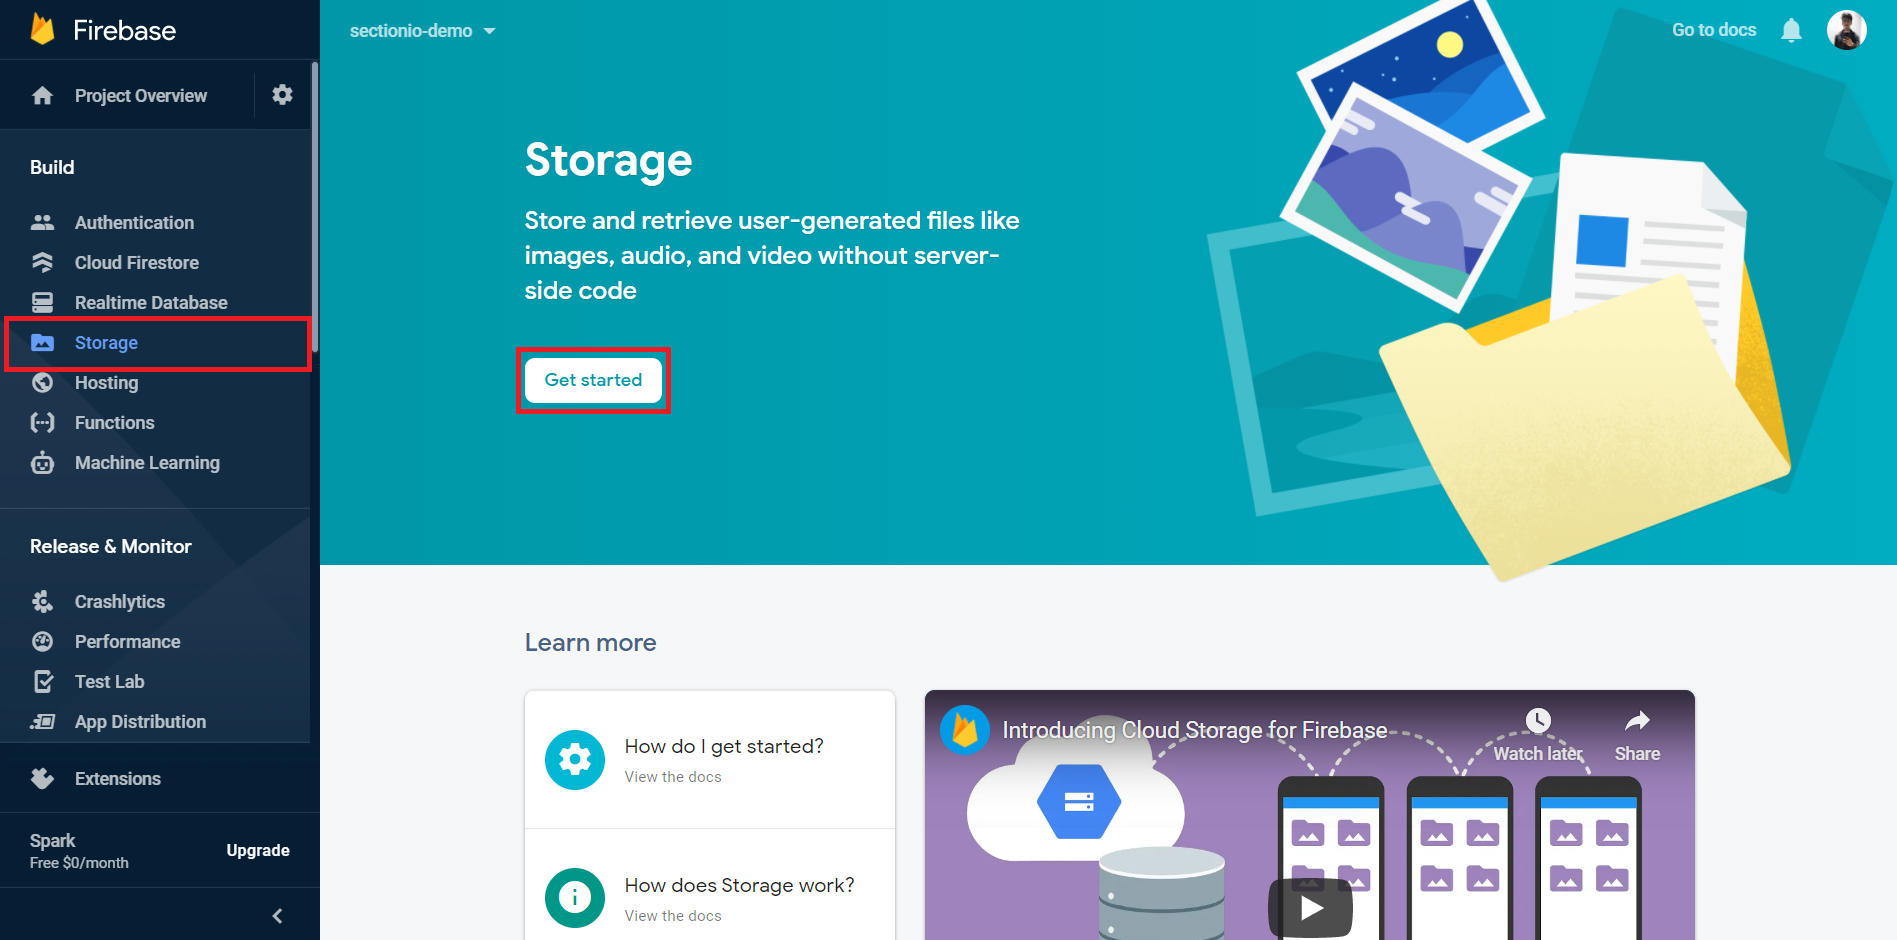 Firebase
Project Overview
Build
Authentication
Cloud Firestore
Realtime Database
Storage
Hosting
Functions
Machine Learning
Release & Monitor
Crashlytics
Performance
Test Lab
App Distribution
Extensions
Spark
Free $0/month
Upgrade
sectionio-demo
Go to docs
Storage
Store and retrieve user-generated files like
images, audio, and video without server-
side code
Get started
Learn more
How do I get started?
View the docs
How does Storage work?
View the docs
Introducing Cloud Storage for Firebase
Watch later
Share